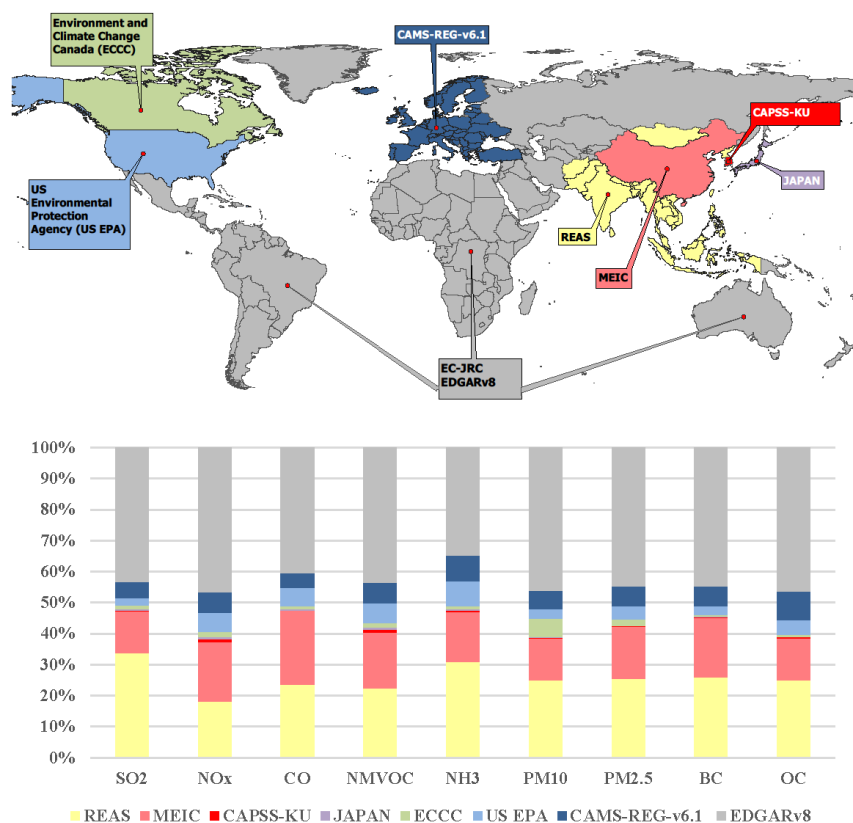 Environment and
Climate Change
Canada (ECCC)
CAMS-REG-v6.1
CAPSS-KU
JAPAN
US
Environmental
Protection
Agency (US EPA)
REAS
MEIC
EC-JRC
EDGARv8
100%
90%
80%
70%
60%
50%
40%
30%
20%
10%
0%
SO2 NOx CO NMVOC NH3 PM10 PM2.5 BC OC
REAS MEIC CAPSS-KU JAPAN ECCC US EPA CAMS-REG-v6.1 EDGARv8